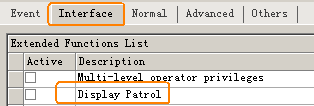 Event Interface Normal Advanced Others
Extended Functions List
Active Description
Multi-level operator privileges
Display Patrol